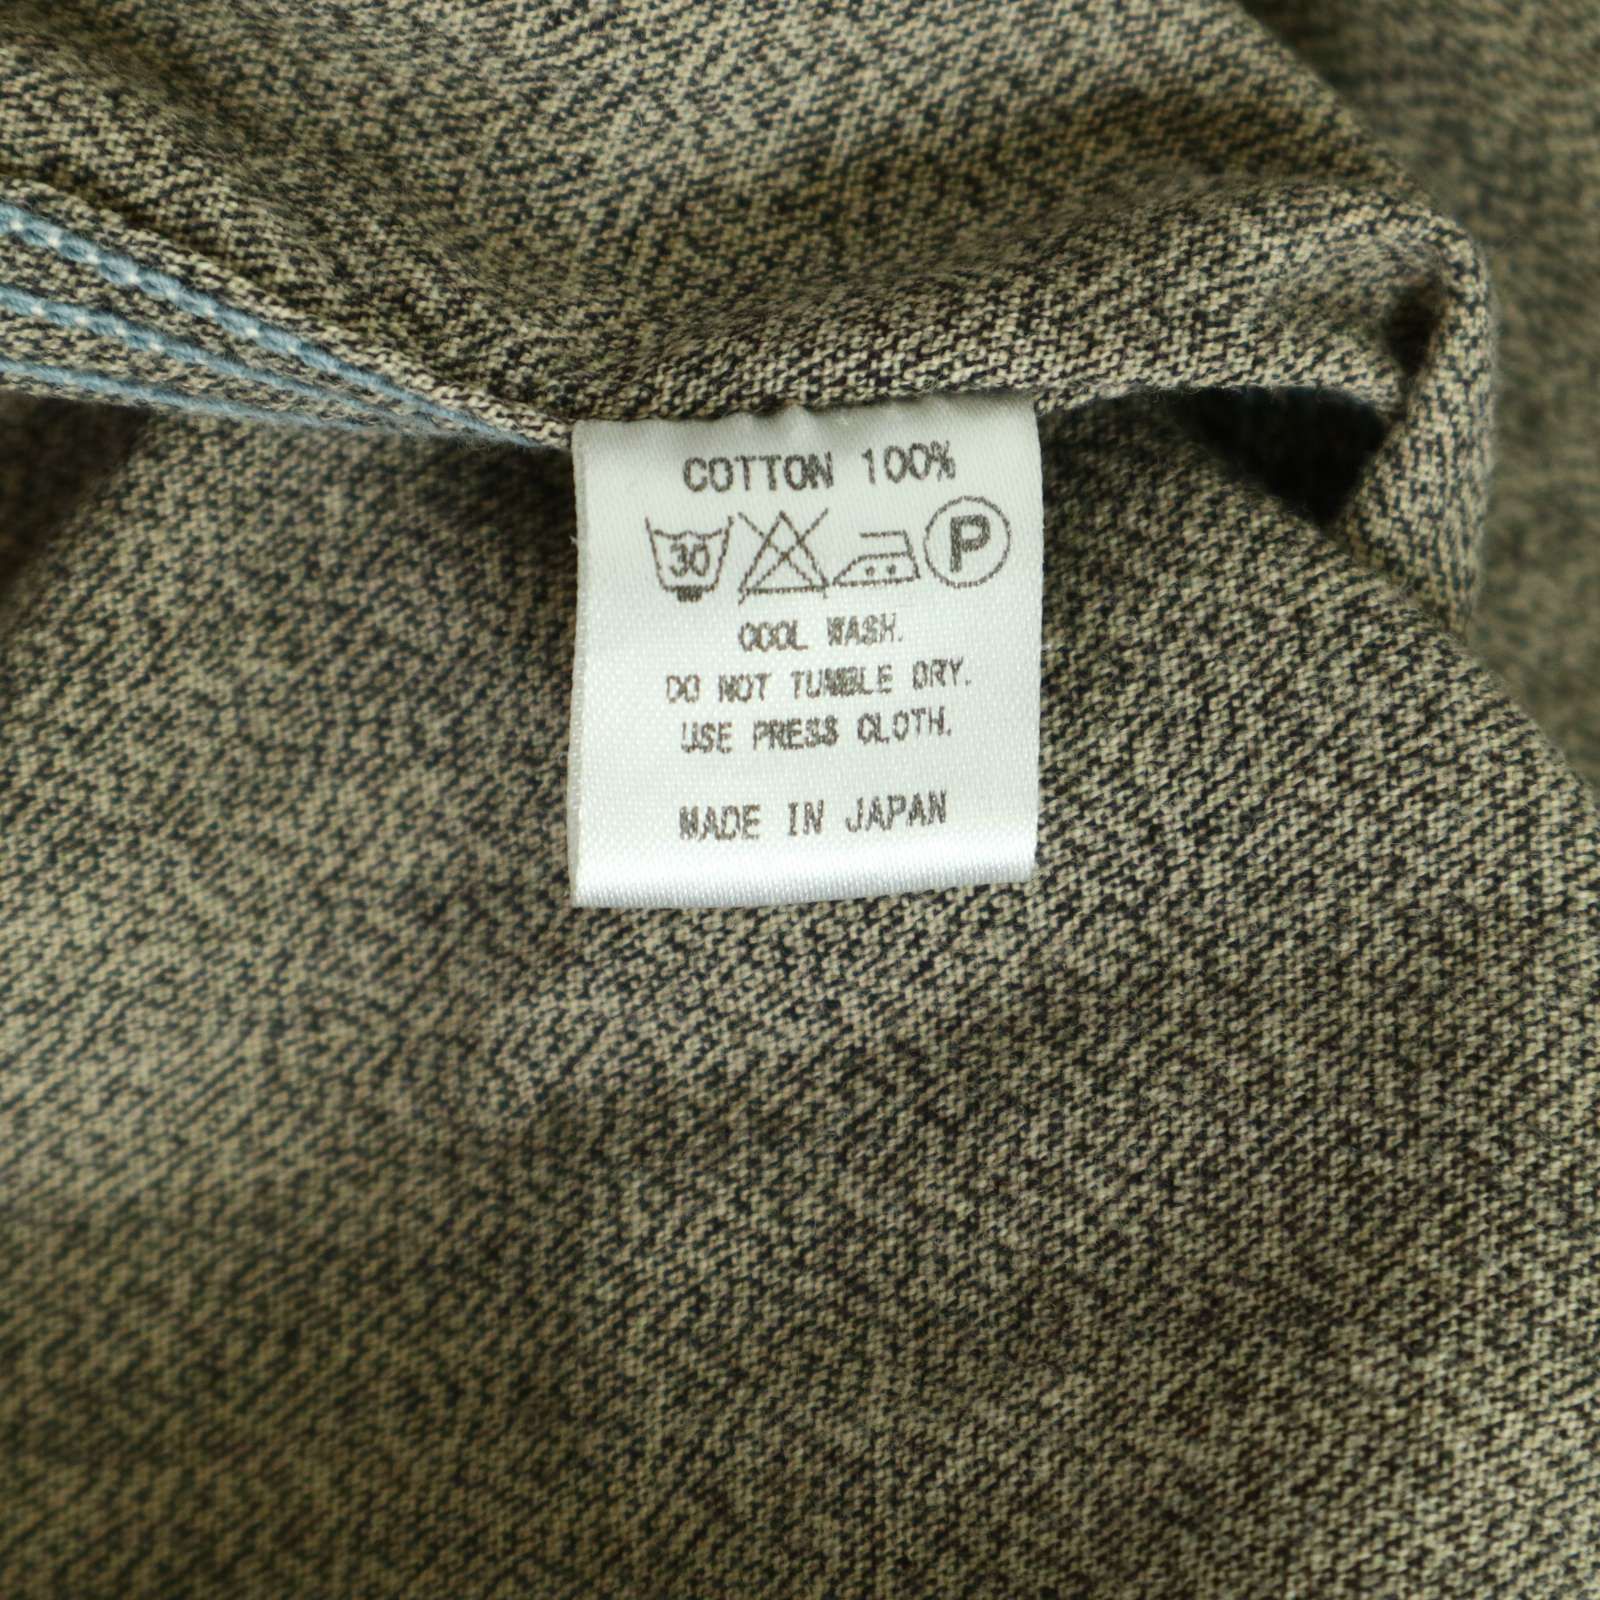 COTTON 100%
30 P
COOL WASH.
DO NOT TUMBLE DRY.
USE PRESS CLOTH.
MADE IN JAPAN